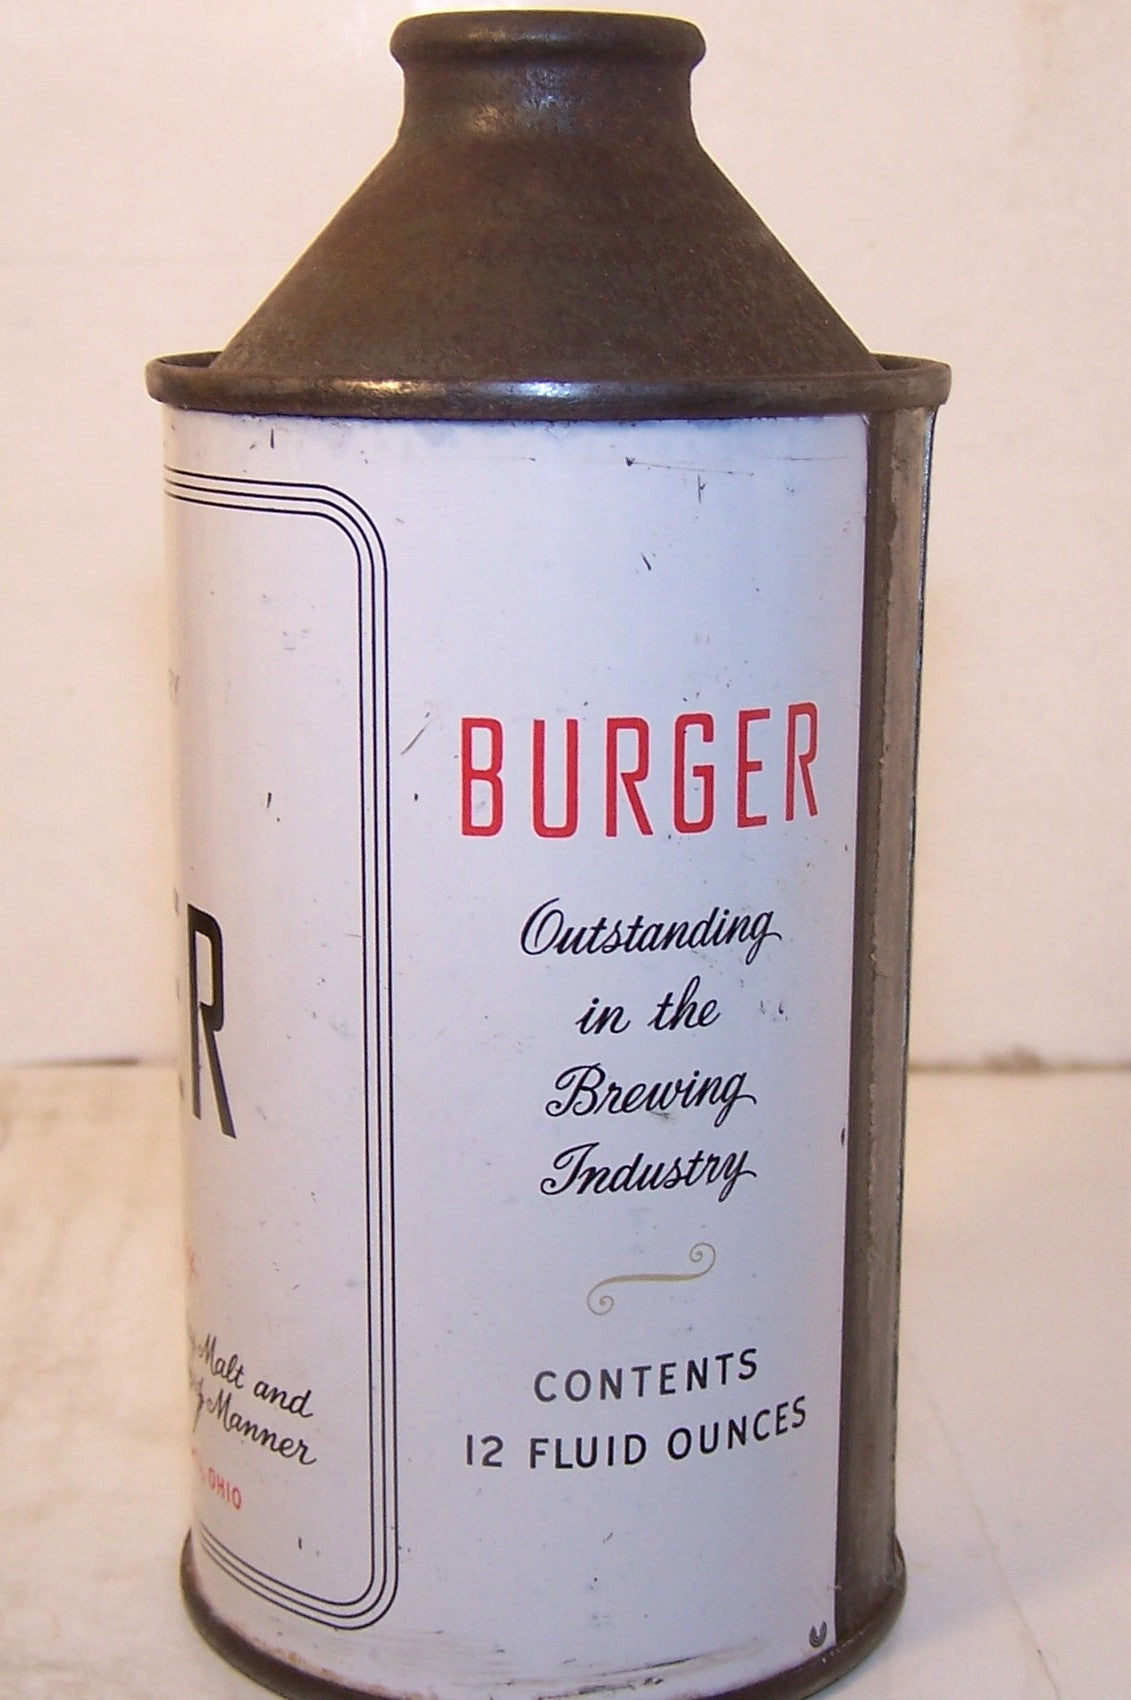 R
Malt and
Manner
OHIO
BURGER
Outstanding
in the
Brewing
Industry
CONTENTS
12 FLUID OUNCES